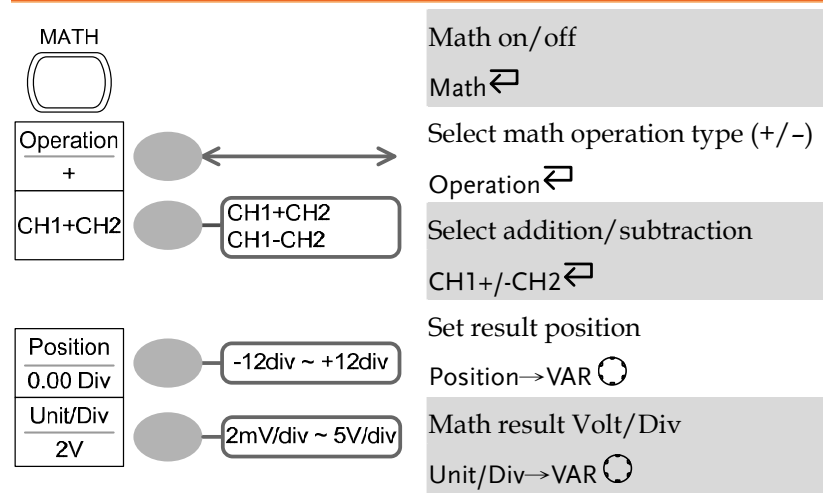 MATH
Math on/off
Math
Operation
+
Select math operation type (+/–)
Operation
CH1+CH2
CH1+CH2
CH1-CH2
Select addition/subtraction
CH1+/-CH2
Position
0.00 Div
-12div ~ +12div
Set result position
Position→VAR
Unit/Div
2V
2mV/div ~ 5V/div
Math result Volt/Div
Unit/Div→VAR